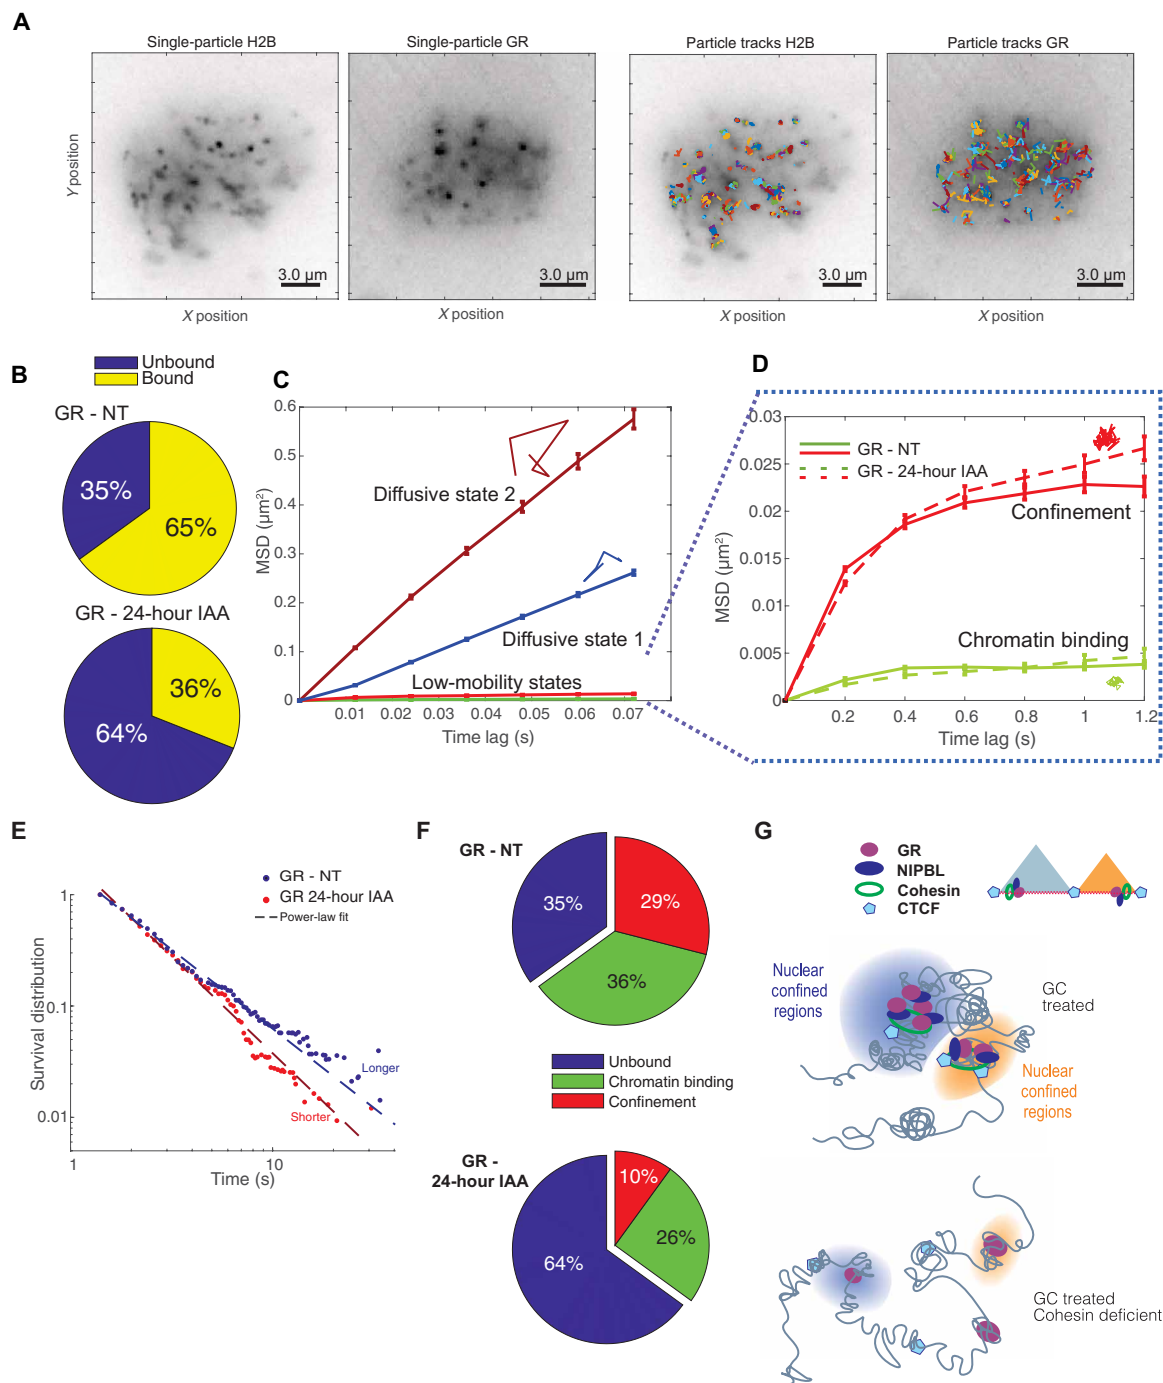 A
Single-particle H2B
Single-particle GR
Particle tracks H2B
Particle tracks GR
Y position
3.0 µm
3.0 µm
3.0 µm
3.0 µm
X position
X position
B
Unbound
Bound
GR - NT
35%
65%
GR - 24-hour IAA
36%
64%
C
0.6
0.5
0.4
0.3
0.2
0.1
0
MSD (µm²)
Diffusive state 2
Diffusive state 1
Low-mobility states
0.01
0.02
0.03
0.04
0.05
0.06
0.07
Time lag (s)
D
0.03
0.025
0.02
0.015
0.01
0.005
0
MSD (µm²)
GR - NT
GR - 24-hour IAA
Confinement
Chromatin binding
0.2
0.4
0.6
0.8
1
1.2
Time lag (s)
E
GR - NT
GR 24-hour IAA
Power-law fit
1
0.1
0.01
Survival distribution
Longer
Shorter
1
10
Time (s)
F
GR - NT
35%
29%
36%
Unbound
Chromatin binding
Confinement
GR -
24-hour IAA
10%
26%
64%
G
GR
NIPBL
Cohesin
CTCF
Nuclear
confined
regions
GC
treated
Nuclear
confined
regions
GC treated
Cohesin deficient